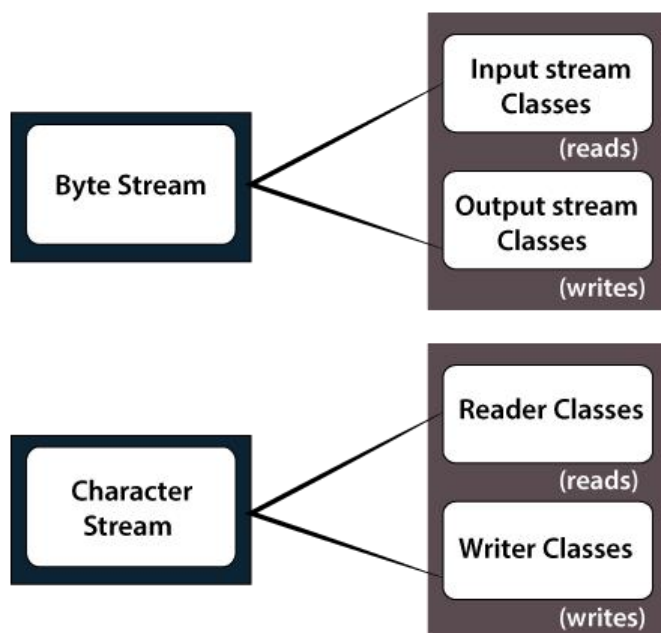 Byte Stream
Input stream
Classes
(reads)
Output stream
Classes
(writes)
Character
Stream
Reader Classes
(reads)
Writer Classes
(writes)